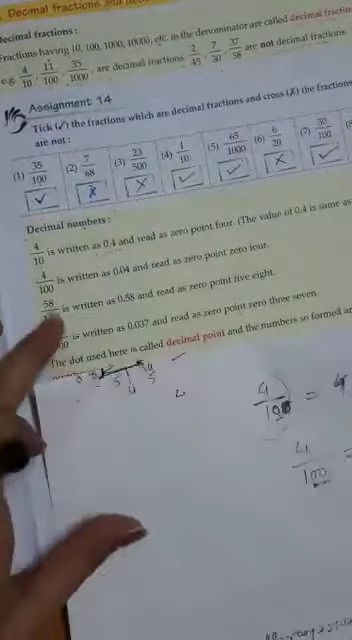 Decimal fractions and
Decimal fractions :
Fractions having 10, 100, 1000, 10000, etc. in the denominator are called decimal
e.g. 4/10, 11/100, 35/1000, are decimal fractions 2/45, 7/30, 37/58 are not decimal fractions.
Assignment 14
Tick (✓) the fractions which are decimal fractions and cross (X) the fractions
are not :
(1) 35/100 (2) 7/68 (3) 23/500 (4) 1/10 (5) 65/1000 (6) 6/20 (7) 30/100
✓ X X ✓ ✓ X ✓
Decimal numbers :
4/10 is written as 0.4 and read as zero point four. (The value of 0.4 is same as
4/100 is written as 0.04 and read as zero point zero four.
58 is written as 0.58 and read as zero point five eight.
is written as 0.037 and read as zero point zero three seven.
The dot used here is called decimal point and the numbers so formed
4/100 =
4/100 =